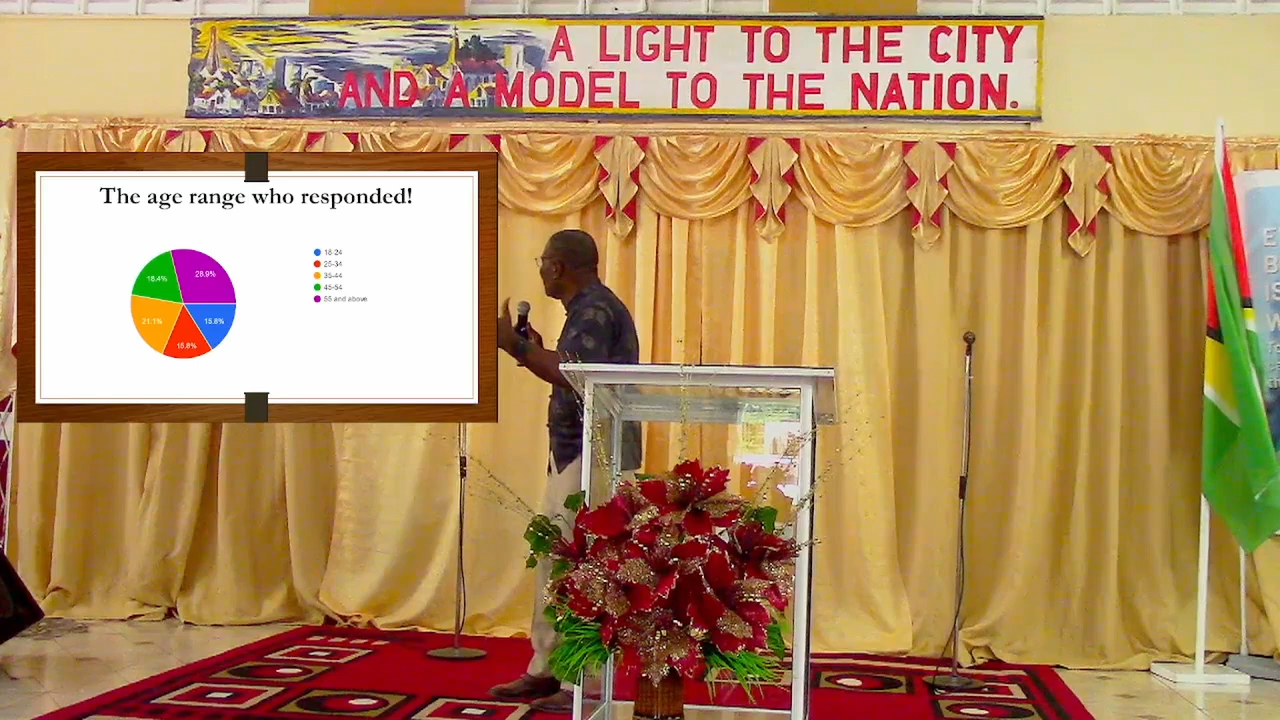 A LIGHT TO THE CITY
AND A MODEL TO THE NATION.
The age range who responded!
18-24
25-34
35-44
45-54
55 and above
28.9%
18.4%
21.1%
15.8%
15.8%